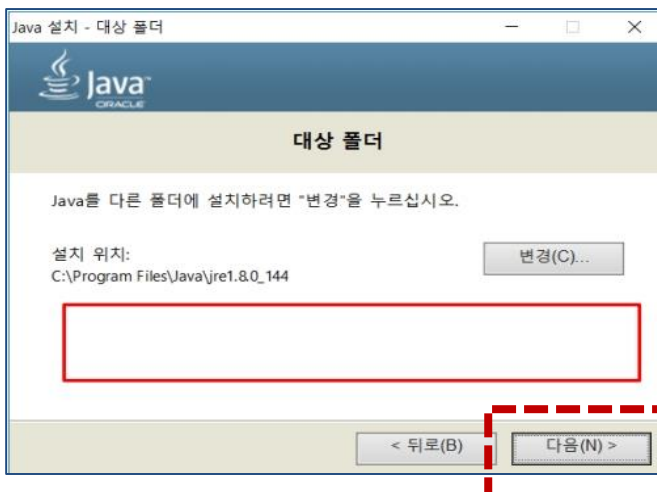 Java 설치 - 대상 폴더
Java
ORACLE
대상 폴더
Java를 다른 폴더에 설치하려면 "변경"을 누르십시오.
설치 위치:
변경(C)...
C:\Program Files\Java\jre1.8.0_144
< 뒤로(B)
다음(N) >